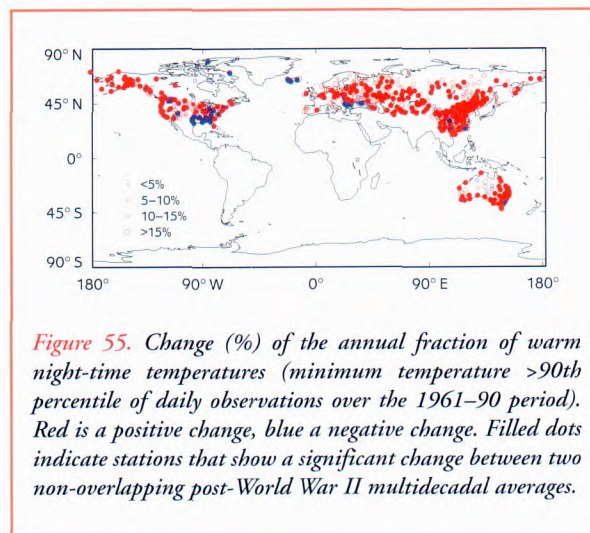 90° N
45° N
0°
45° S
90° S
<5%
5–10%
10–15%
>15%
180°
90° W
0°
90° E
180°
Figure 55. Change (%) of the annual fraction of warm
night-time temperatures (minimum temperature >90th
percentile of daily observations over the 1961–90 period).
Red is a positive change, blue a negative change. Filled dots
indicate stations that show a significant change between two
non-overlapping post-World War II multidecadal averages.